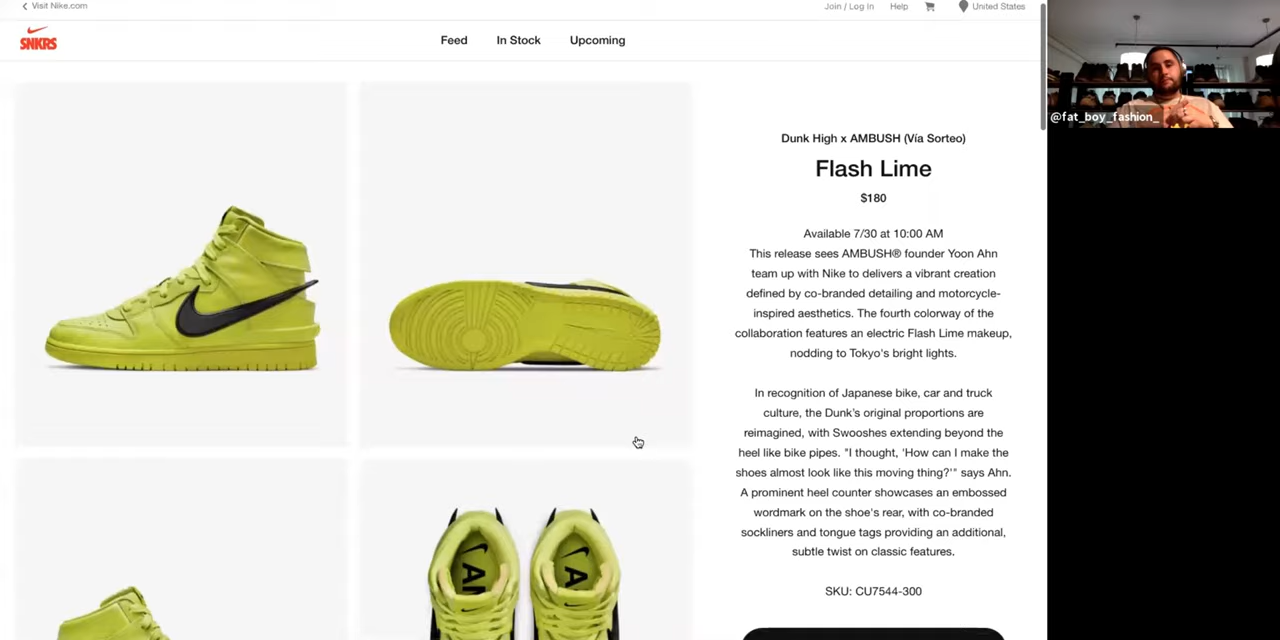 Visit Nike.com
Join / Log In
Help
United States
SNKRS
Feed
In Stock
Upcoming
@fat_boy_fashion_
Dunk High x AMBUSH (Vía Sorteo)
Flash Lime
$180
Available 7/30 at 10:00 AM
This release sees AMBUSH® founder Yoon Ahn
team up with Nike to delivers a vibrant creation
defined by co-branded detailing and motorcycle-
inspired aesthetics. The fourth colorway of the
collaboration features an electric Flash Lime makeup,
nodding to Tokyo's bright lights.
In recognition of Japanese bike, car and truck
culture, the Dunk's original proportions are
reimagined, with Swooshes extending beyond the
heel like bike pipes. "I thought, 'How can I make the
shoes almost look like this moving thing?'" says Ahn.
A prominent heel counter showcases an embossed
wordmark on the shoe's rear, with co-branded
sockliners and tongue tags providing an additional,
subtle twist on classic features.
SKU: CU7544-300